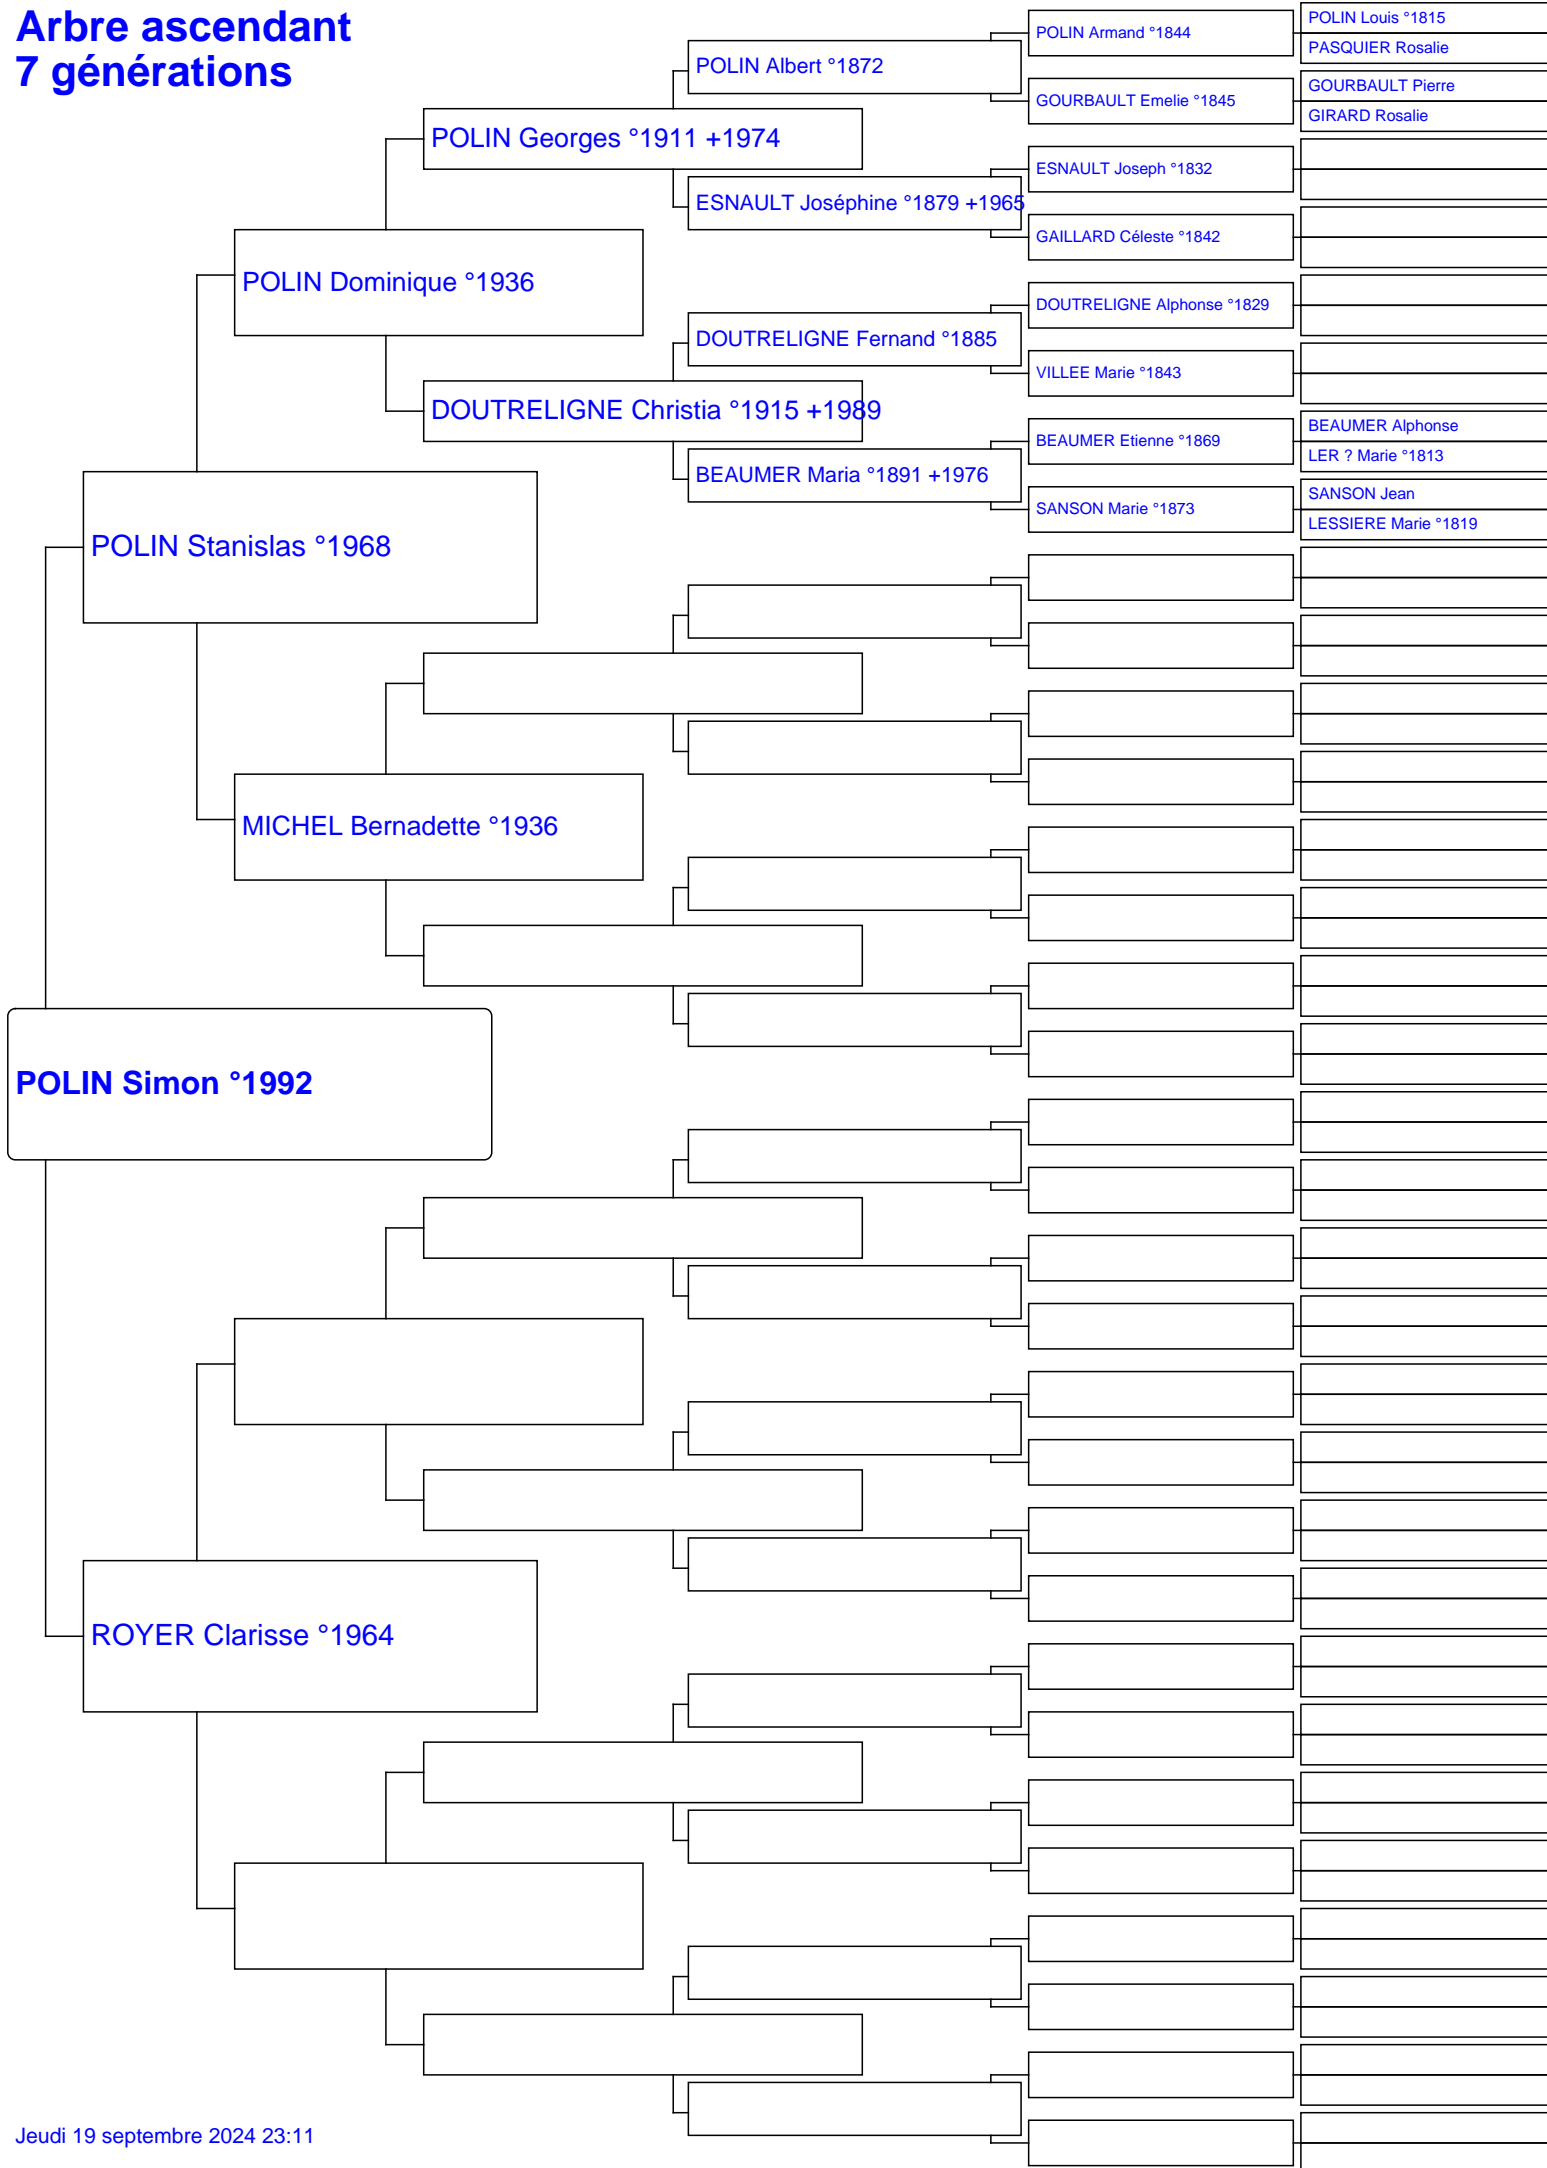 Arbre ascendant
7 générations
POLIN Louis °1815
POLIN Armand °1844
PASQUIER Rosalie
POLIN Albert °1872
GOURBAULT Pierre
GOURBAULT Emelie °1845
GIRARD Rosalie
POLIN Georges °1911 +1974
ESNAULT Joseph °1832
ESNAULT Joséphine °1879 +1965
GAILLARD Céleste °1842
POLIN Dominique °1936
DOUTRELIGNE Alphonse °1829
DOUTRELIGNE Fernand °1885
VILLEE Marie °1843
DOUTRELIGNE Christia °1915 +1989
BEAUMER Alphonse
BEAUMER Etienne °1869
LER ? Marie °1813
BEAUMER Maria °1891 +1976
SANSON Jean
SANSON Marie °1873
LESSIERE Marie °1819
POLIN Stanislas °1968
MICHEL Bernadette °1936
POLIN Simon °1992
ROYER Clarisse °1964
Jeudi 19 septembre 2024 23:11